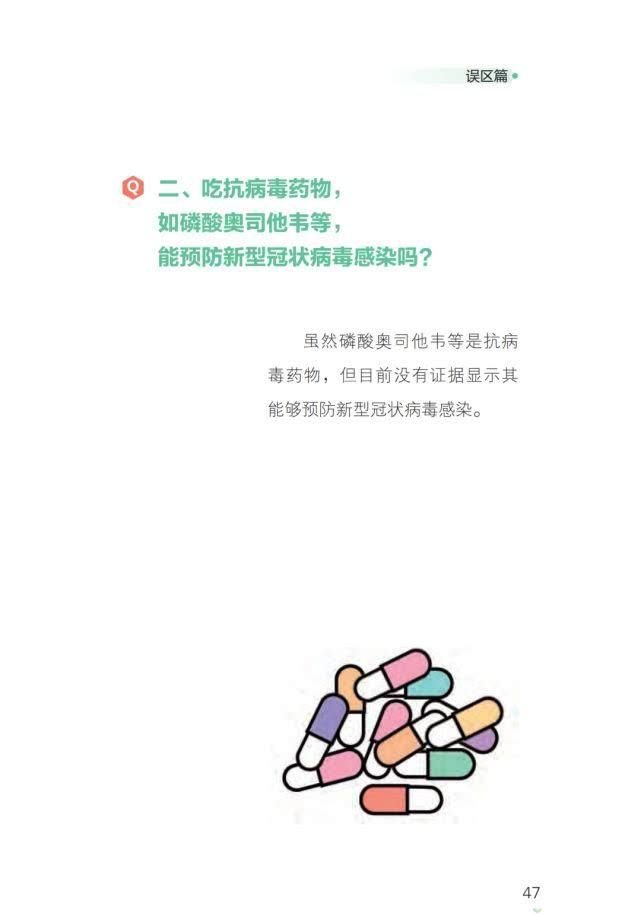 误区篇
Q 二、吃抗病毒药物，
如磷酸奥司他韦等，
能预防新型冠状病毒感染吗？
虽然磷酸奥司他韦等是抗病
毒药物，但目前没有证据显示其
能够预防新型冠状病毒感染。
47